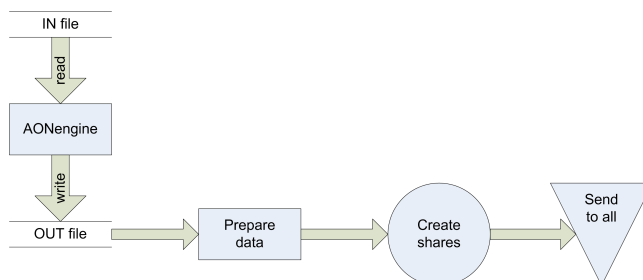 IN file
read
AONengine
write
OUT file
Prepare
data
Create
shares
Send
to all